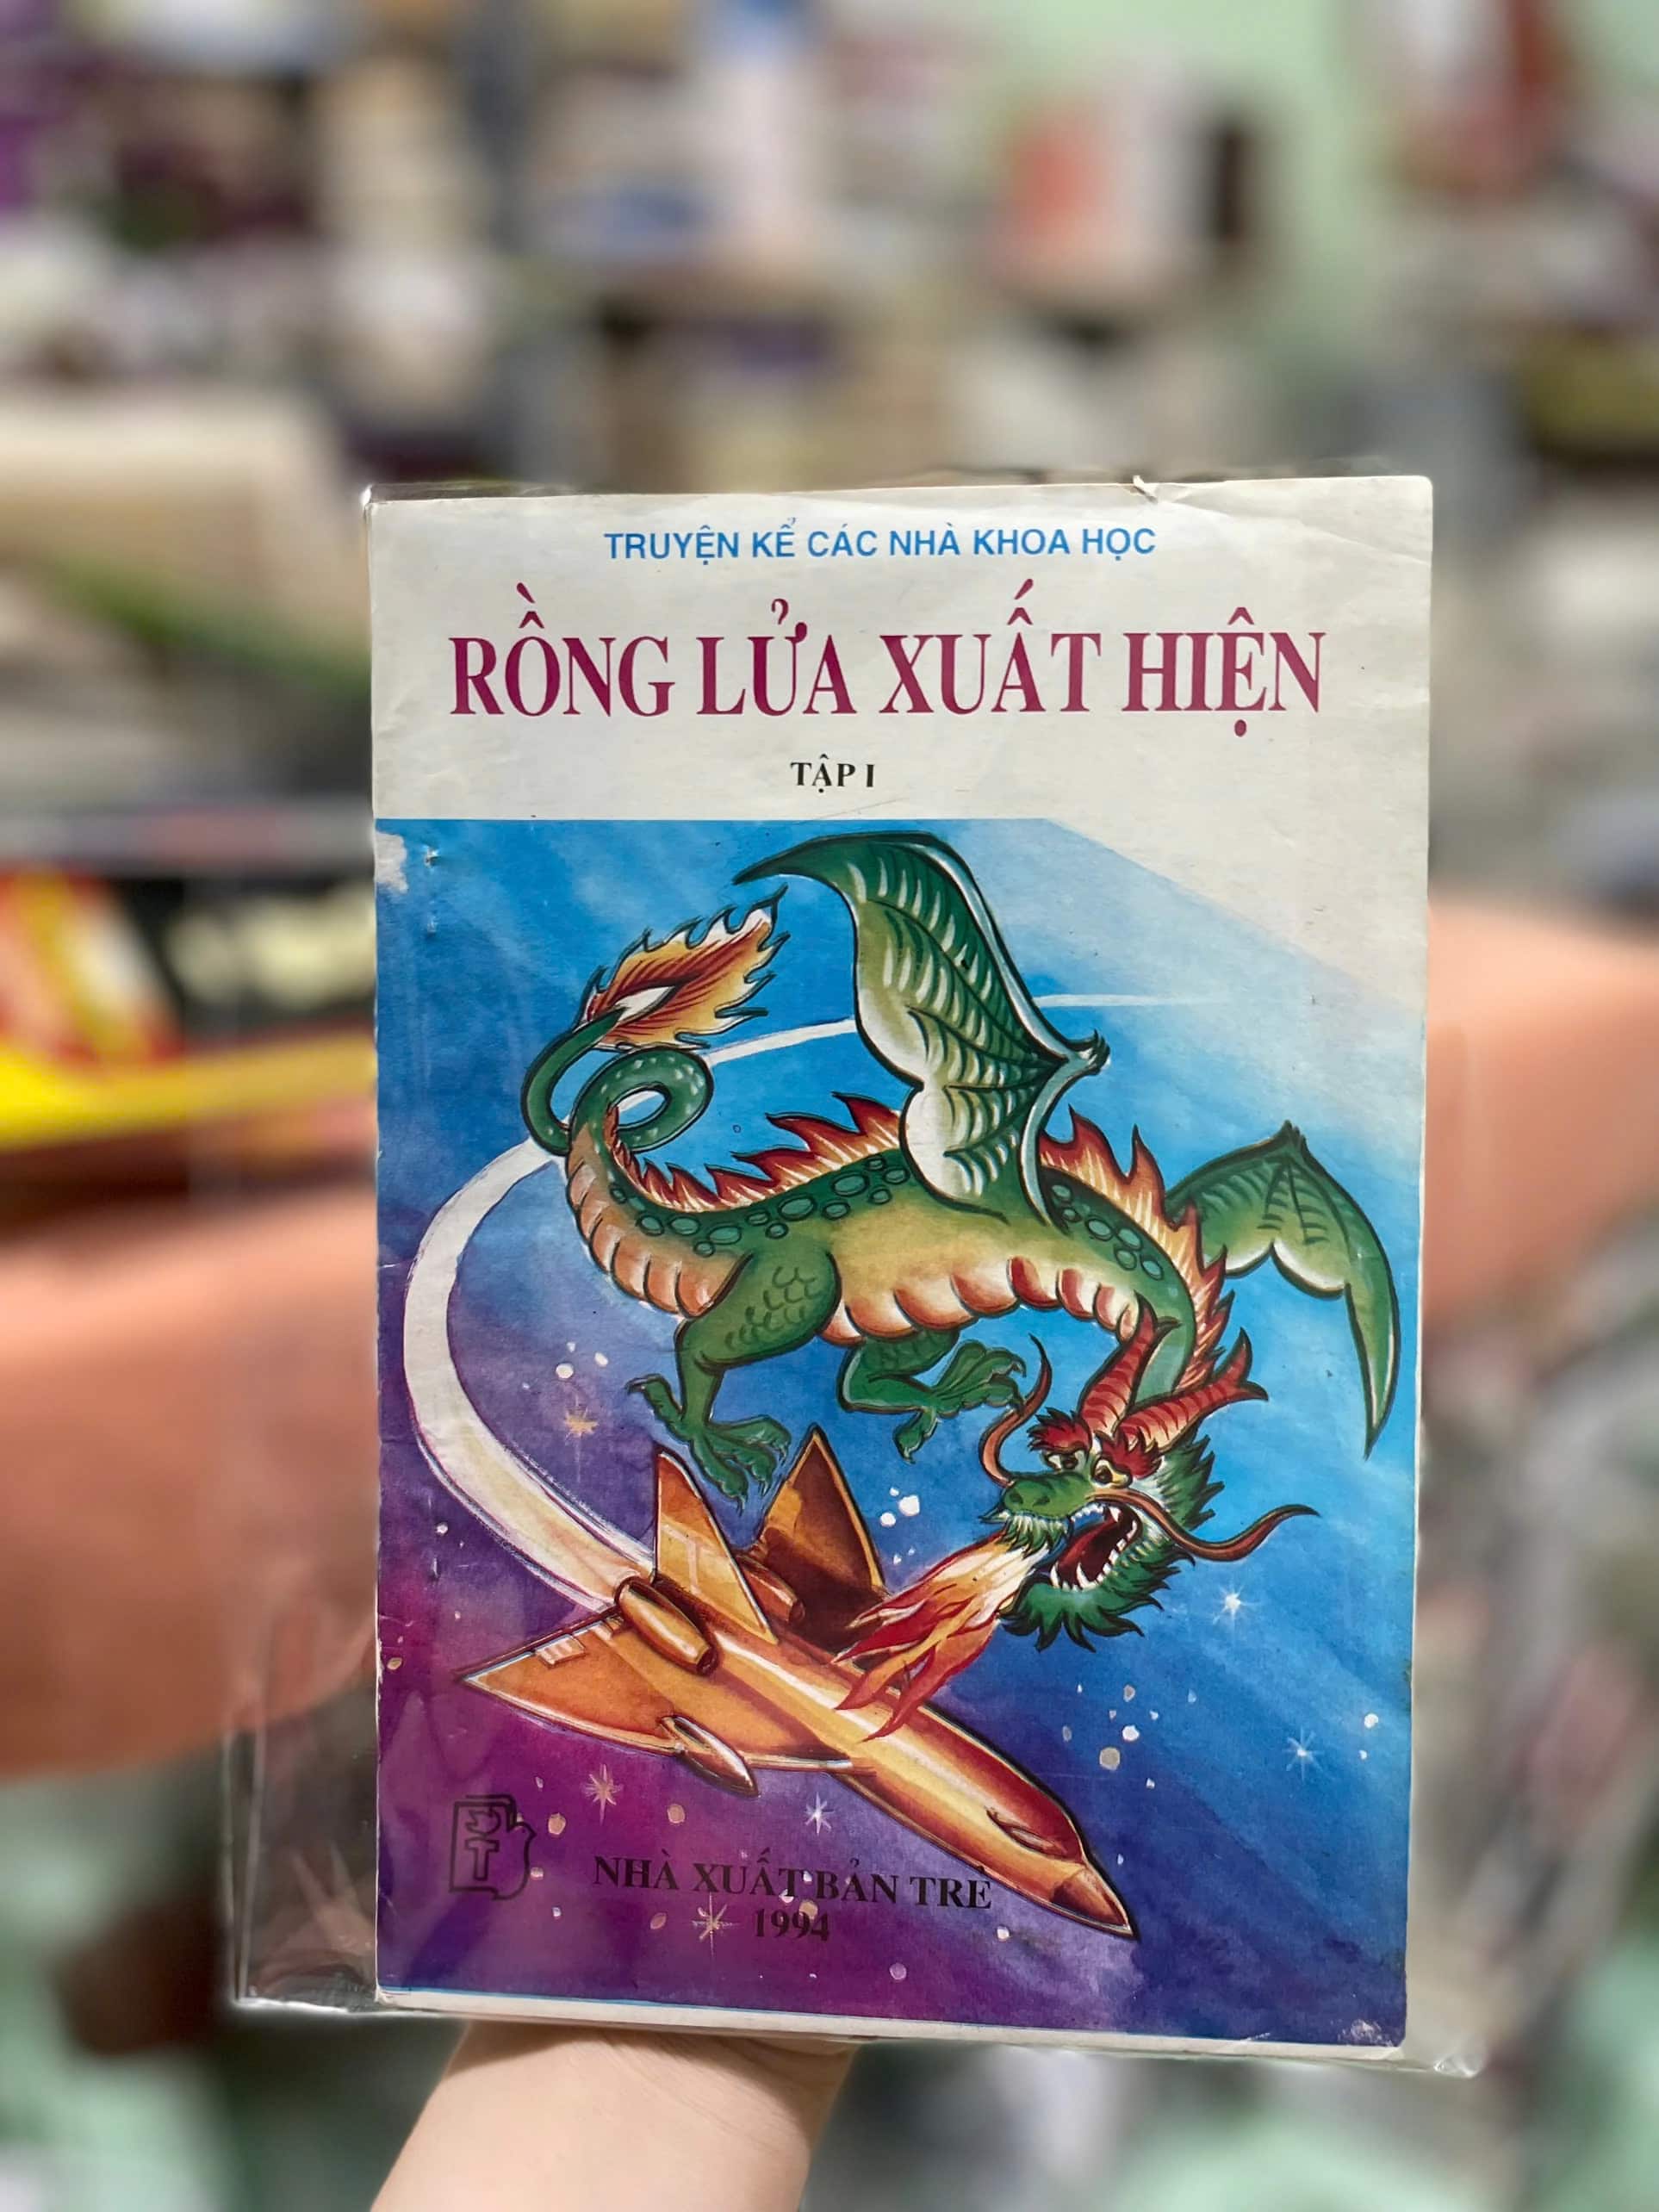 TRUYỆN KỂ CÁC NHÀ KHOA HỌC
RỒNG LỬA XUẤT HIỆN
TẬP I
NHÀ XUẤT BẢN TRẺ
1994